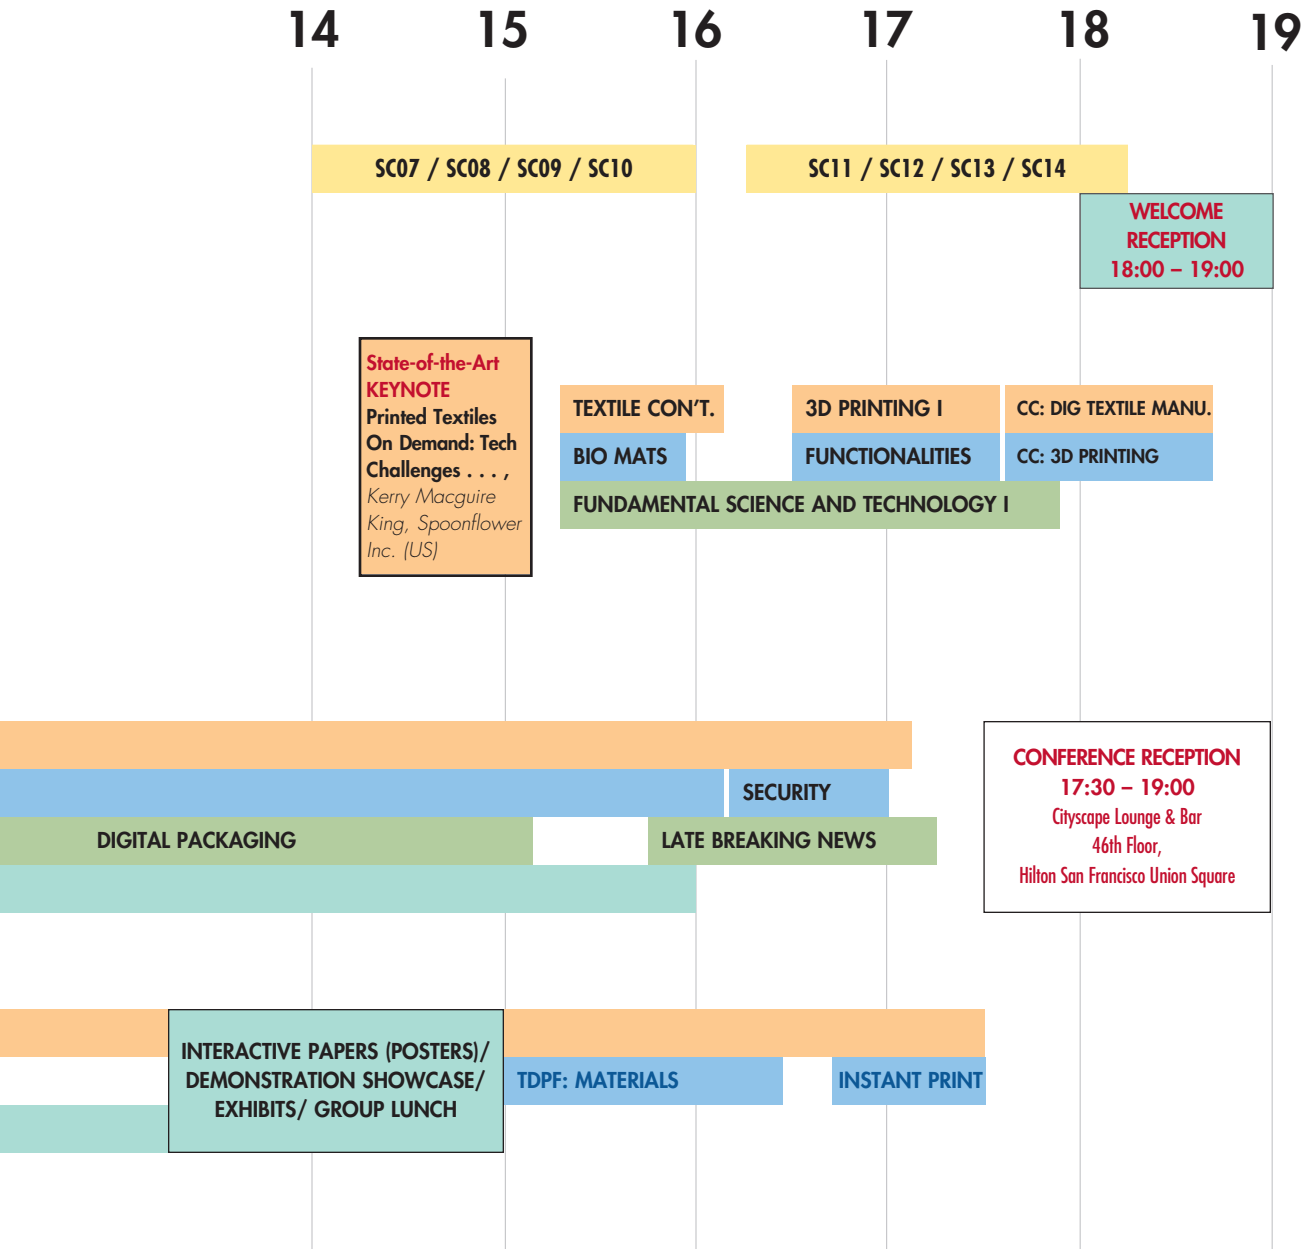 14 15 16 17 18 19
SC07 / SC08 / SC09 / SC10
SC11 / SC12 / SC13 / SC14
WELCOME
RECEPTION
18:00 – 19:00
State-of-the-Art
KEYNOTE
Printed Textiles
On Demand: Tech
Challenges . . . ,
Kerry Macguire
King, Spoonflower
Inc. (US)
TEXTILE CON'T.
3D PRINTING I
CC: DIG TEXTILE MANU.
BIO MATS
FUNCTIONALITIES
CC: 3D PRINTING
FUNDAMENTAL SCIENCE AND TECHNOLOGY I
SECURITY
DIGITAL PACKAGING
LATE BREAKING NEWS
CONFERENCE RECEPTION
17:30 – 19:00
Cityscape Lounge & Bar
46th Floor,
Hilton San Francisco Union Square
INTERACTIVE PAPERS (POSTERS)/
DEMONSTRATION SHOWCASE/
EXHIBITS/ GROUP LUNCH
TDPF: MATERIALS
INSTANT PRINT